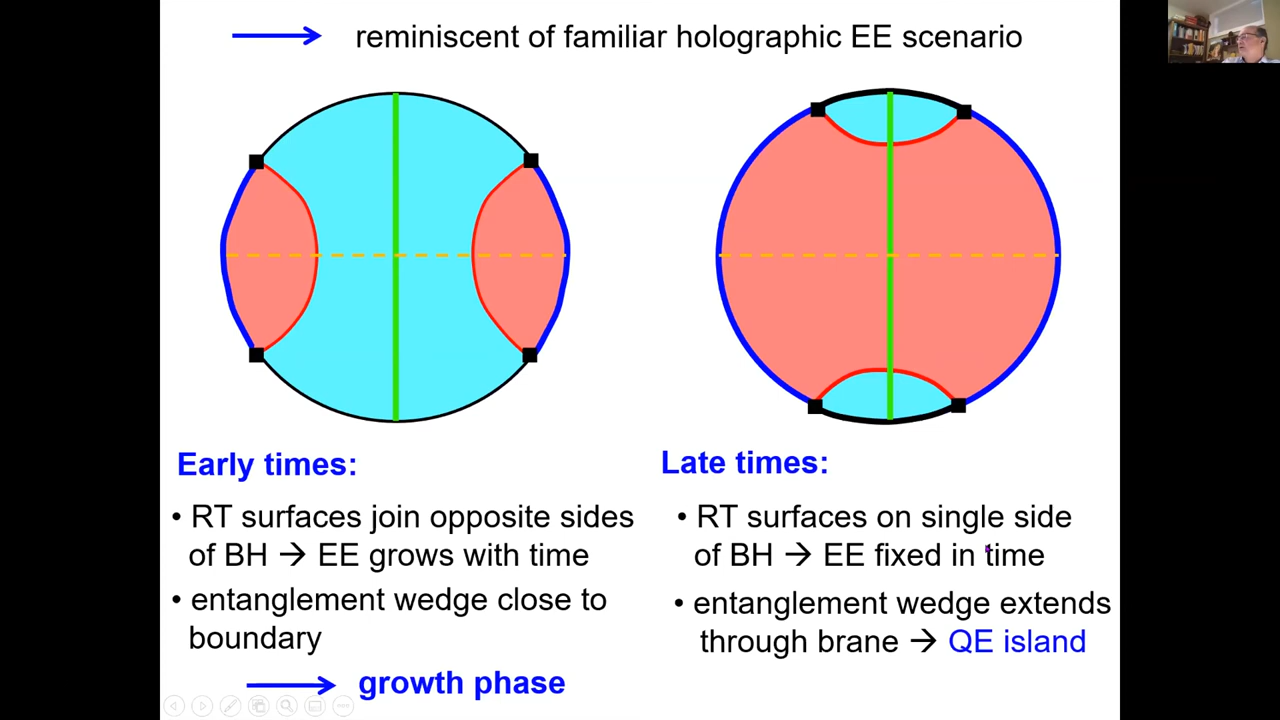 reminiscent of familiar holographic EE scenario
Early times:
• RT surfaces join opposite sides
of BH → EE grows with time
• entanglement wedge close to
boundary
growth phase
Late times:
• RT surfaces on single side
of BH → EE fixed in time
• entanglement wedge extends
through brane → QE island